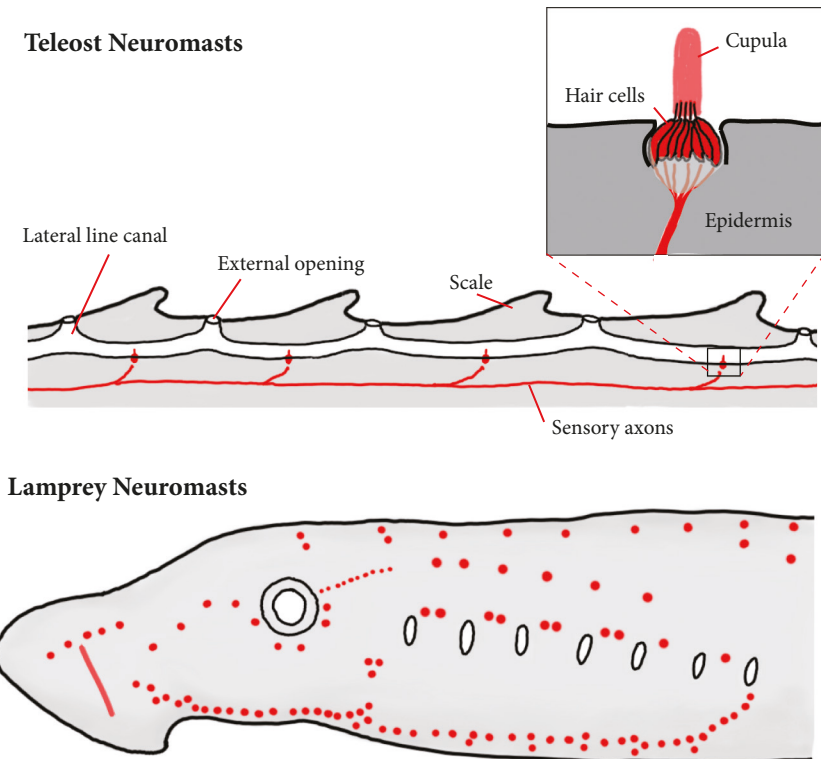 Teleost Neuromasts
Cupula
Hair cells
Epidermis
Lateral line canal
External opening
Scale
Sensory axons
Lamprey Neuromasts